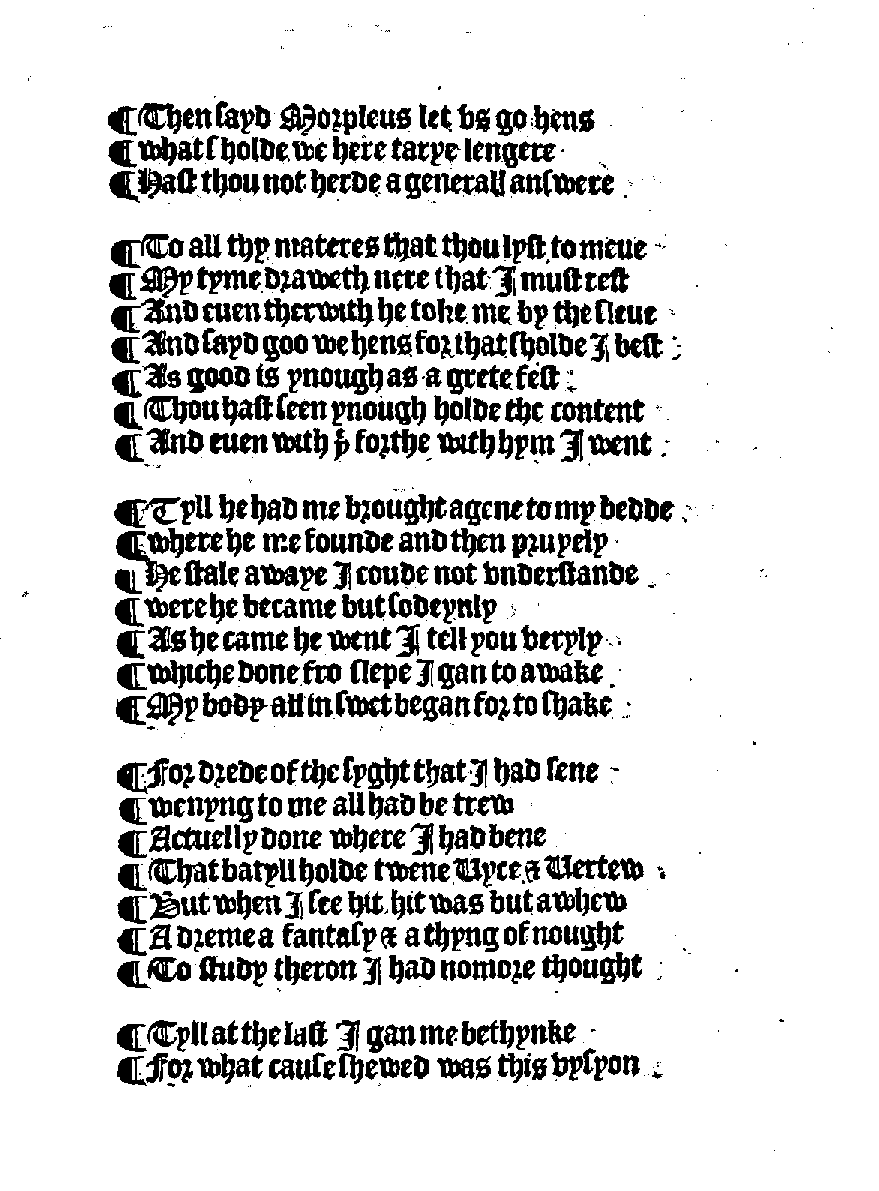 ¶ Then sayd Morpleus let vs go hens
¶ what sholde we here tarye lengere
¶ Hast thou not herde a generall answere

¶ To all thy materes that thou lyst to meue
¶ My tyme draweth nere that I must rest
¶ And euen therwith he toke me by the sleue
¶ And sayd goo we hens for that sholde I best
¶ As good is ynough as a grete fest
¶ Thou hast seen ynough holde the content
¶ And euen with þͭ forthe with hym I went

¶ Tyll he had me brought agene to my bedde
¶ where he me founde and then pruyely
¶ He stale awaye I coude not vnderstande
¶ were he became but sodeynly
¶ As he came he went I tell you veryly
¶ whiche done fro slepe I gan to awake
¶ My body all in swet began for to shake

¶ For drede of the syght that I had sene
¶ wenyng to me all had be trew
¶ Actuelly done where I had bene
¶ That batyll holde twene Vyce & Vertew
¶ But when I see hit hit was but a whew
¶ A dreme a fantasy & a thyng of nought
¶ To study theron I had nomore thought

¶ Tyll at the last I gan me bethynke
¶ For what cause shewed was this vysyon